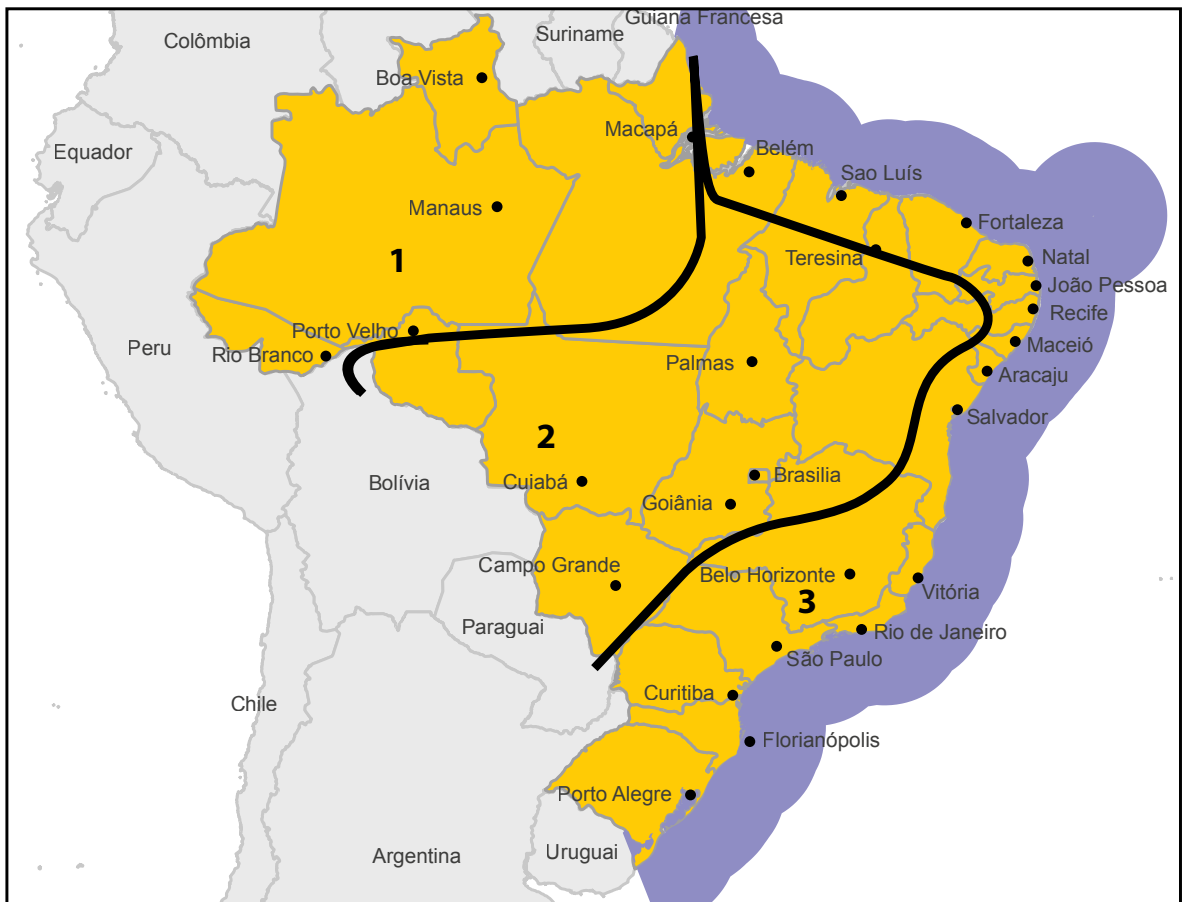 Guiana Francesa
Suriname
Colômbia
Boa Vista
Macapá
Belém
Equador
Sao Luís
Manaus
Fortaleza
1
Teresina
Natal
João Pessoa
Recife
Porto Velho
Rio Branco
Peru
Maceió
Palmas
Aracaju
Salvador
2
Brasilia
Bolívia
Cuiabá
Goiânia
Campo Grande
Belo Horizonte
Vitória
3
Paraguai
Rio de Janeiro
São Paulo
Curitiba
Chile
Florianópolis
Porto Alegre
Argentina
Uruguai